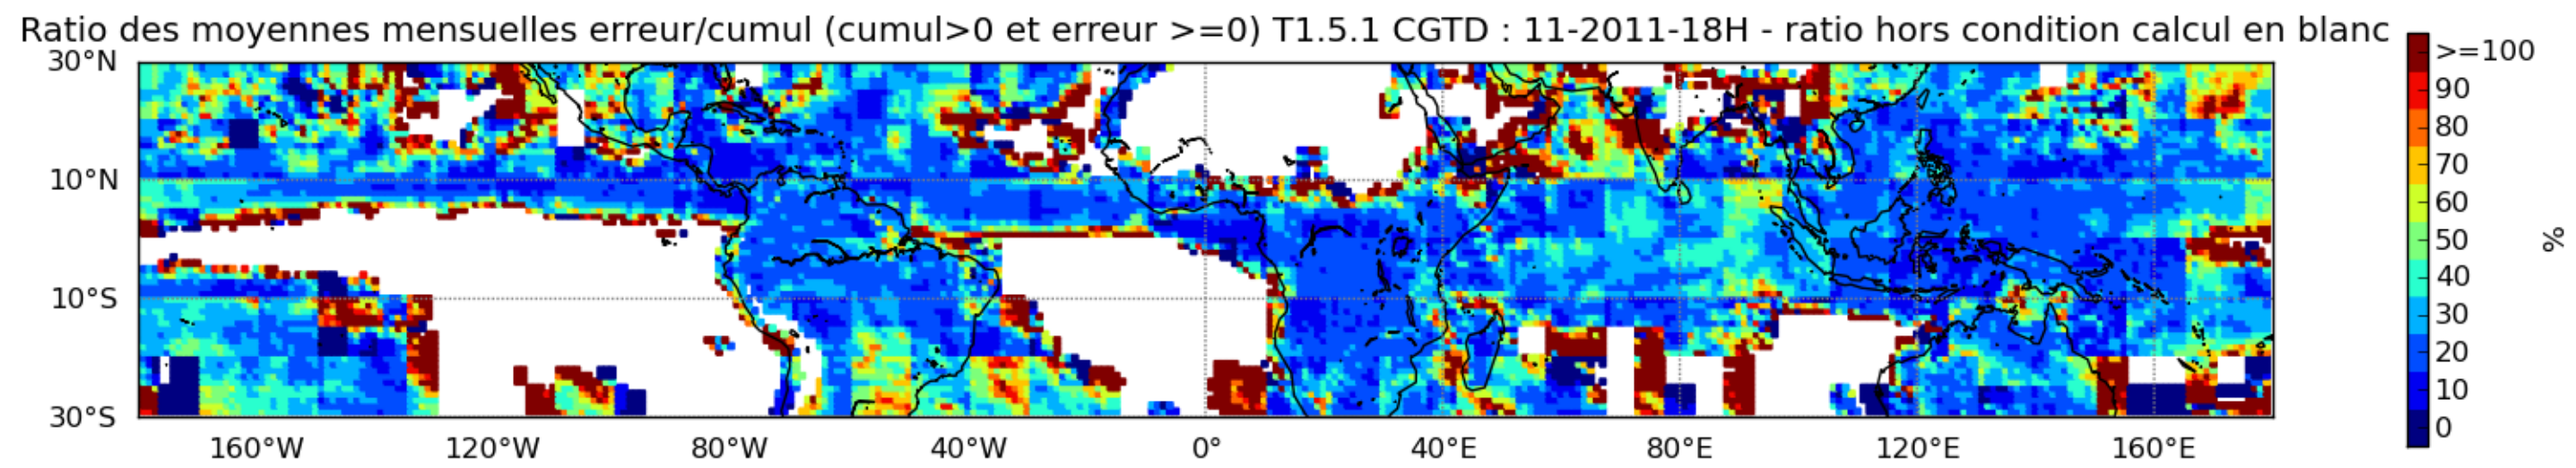 Ratio des moyennes mensuelles erreur/cumul (cumul>0 et erreur >=0) T1.5.1 CGTD : 11-2011-18H - ratio hors condition calcul en blanc
30°N
10°N
10°S
30°S
160°W 120°W 80°W 40°W 0° 40°E 80°E 120°E 160°E
>=100
90
80
70
60
50
40
30
20
10
0
%